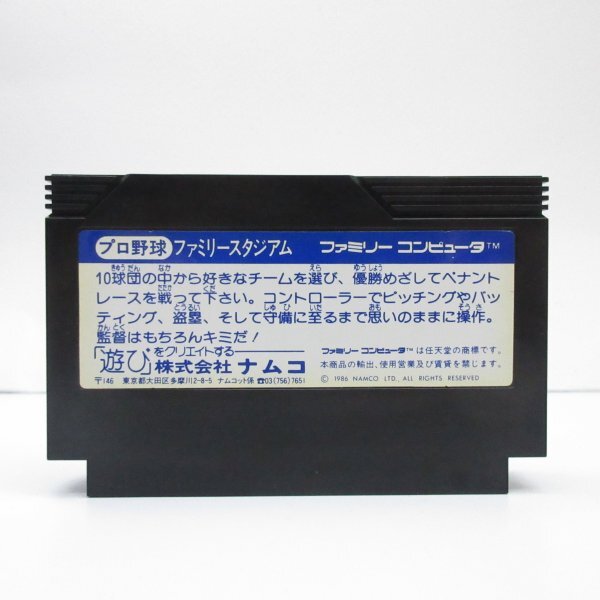 プロ野球 ファミリースタジアム ファミリー コンピュータ™
10球団の中から好きなチームを選び、優勝めざしてペナント
レースを戦って下さい。コントローラーでピッチングやバッ
ティング、盗塁、そして守備に至るまで思いのままに操作。
監督はもちろんキミだ!
「遊び」をクリエイトする
株式会社 ナムコ
〒146 東京都大田区多摩川2-8-5 ナムコット係 ☎03(756)7651
ファミリー コンピュータ™ は任天堂の商標です。
本商品の輸出、使用営業及び賃貸を禁じます。
© 1986 NAMCO LTD. ALL RIGHTS RESERVED